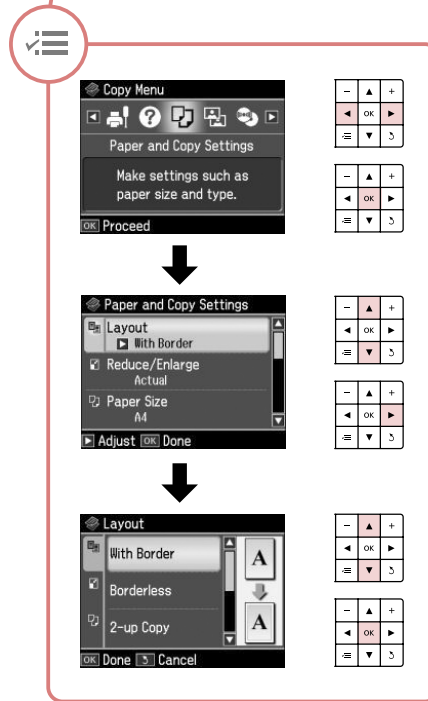 Copy Menu
Paper and Copy Settings
Make settings such as
paper size and type.
OK Proceed
- +
OK
- +
OK
Paper and Copy Settings
Layout
With Border
Reduce/Enlarge
Actual
Paper Size
A4
Adjust OK Done
- +
OK
- +
OK
Layout
With Border
Borderless
2-up Copy
A
A
OK Done Cancel
- +
OK
- +
OK